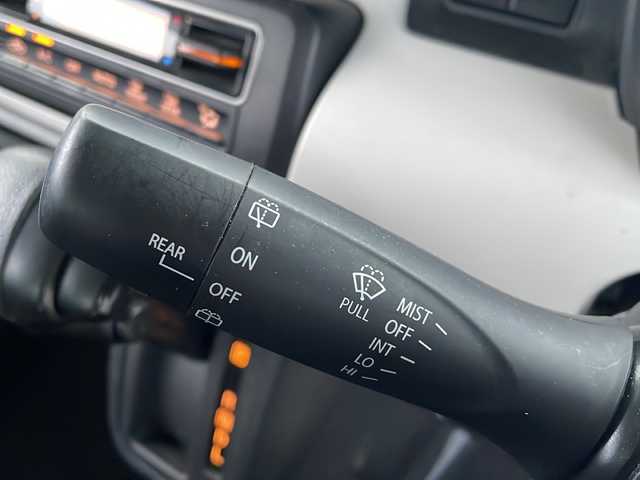 REAR
ON
OFF
PULL
MIST
OFF
INT
LO
HI